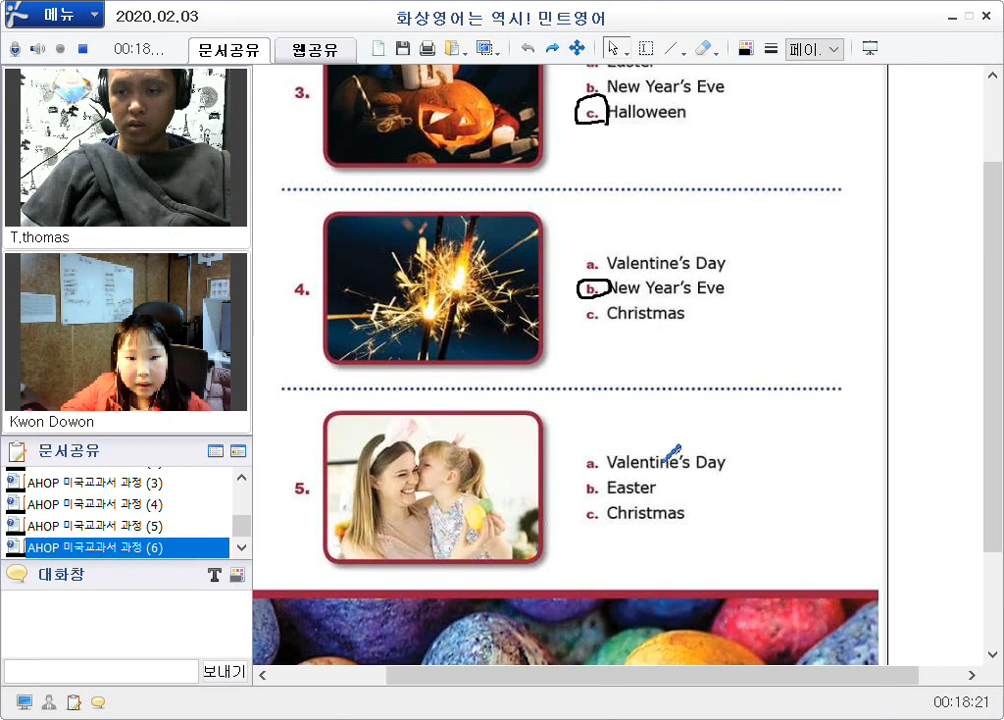 메뉴
2020.02.03
화상영어는 역시! 민트영어
00:18...
문서공유
웹공유
페이.
a. Easter
3.
b. New Year's Eve
c. Halloween
T.thomas
a. Valentine's Day
4.
b. New Year's Eve
c. Christmas
Kwon Dowon
문서공유
AHOP 미국교과서 과정 (3)
AHOP 미국교과서 과정 (4)
AHOP 미국교과서 과정 (5)
AHOP 미국교과서 과정 (6)
a. Valentine's Day
5.
b. Easter
c. Christmas
대화창
T
보내기
00:18:21